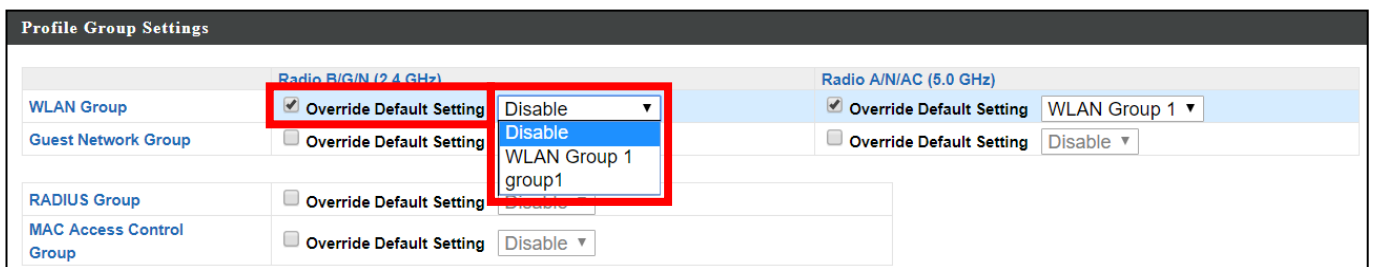 Profile Group Settings
Radio B/G/N (2.4 GHz) Radio A/N/AC (5.0 GHz)
WLAN Group Override Default Setting Disable Override Default Setting WLAN Group 1
Guest Network Group Override Default Setting Disable Override Default Setting Disable
WLAN Group 1
group1
RADIUS Group Override Default Setting Disable
MAC Access Control
Group Override Default Setting Disable